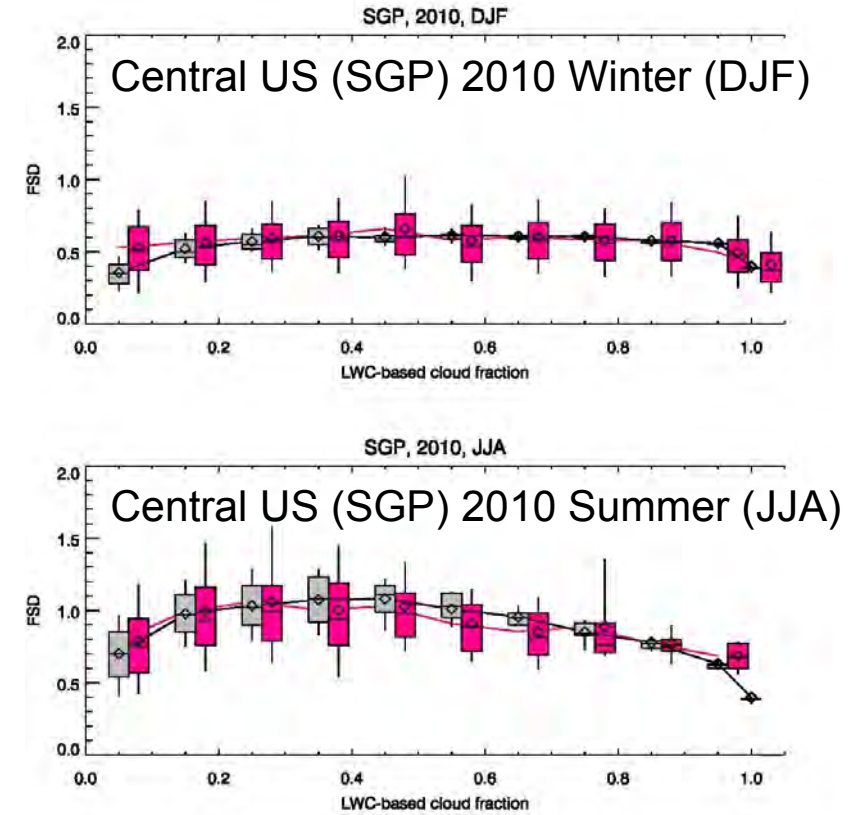 SGP, 2010, DJF
2.0
Central US (SGP) 2010 Winter (DJF)
1.5
1.0
FSD
0.5
0.0
0.0 0.2 0.4 0.6 0.8 1.0
LWC-based cloud fraction
SGP, 2010, JJA
2.0
Central US (SGP) 2010 Summer (JJA)
1.5
1.0
FSD
0.5
0.0
0.0 0.2 0.4 0.6 0.8 1.0
LWC-based cloud fraction